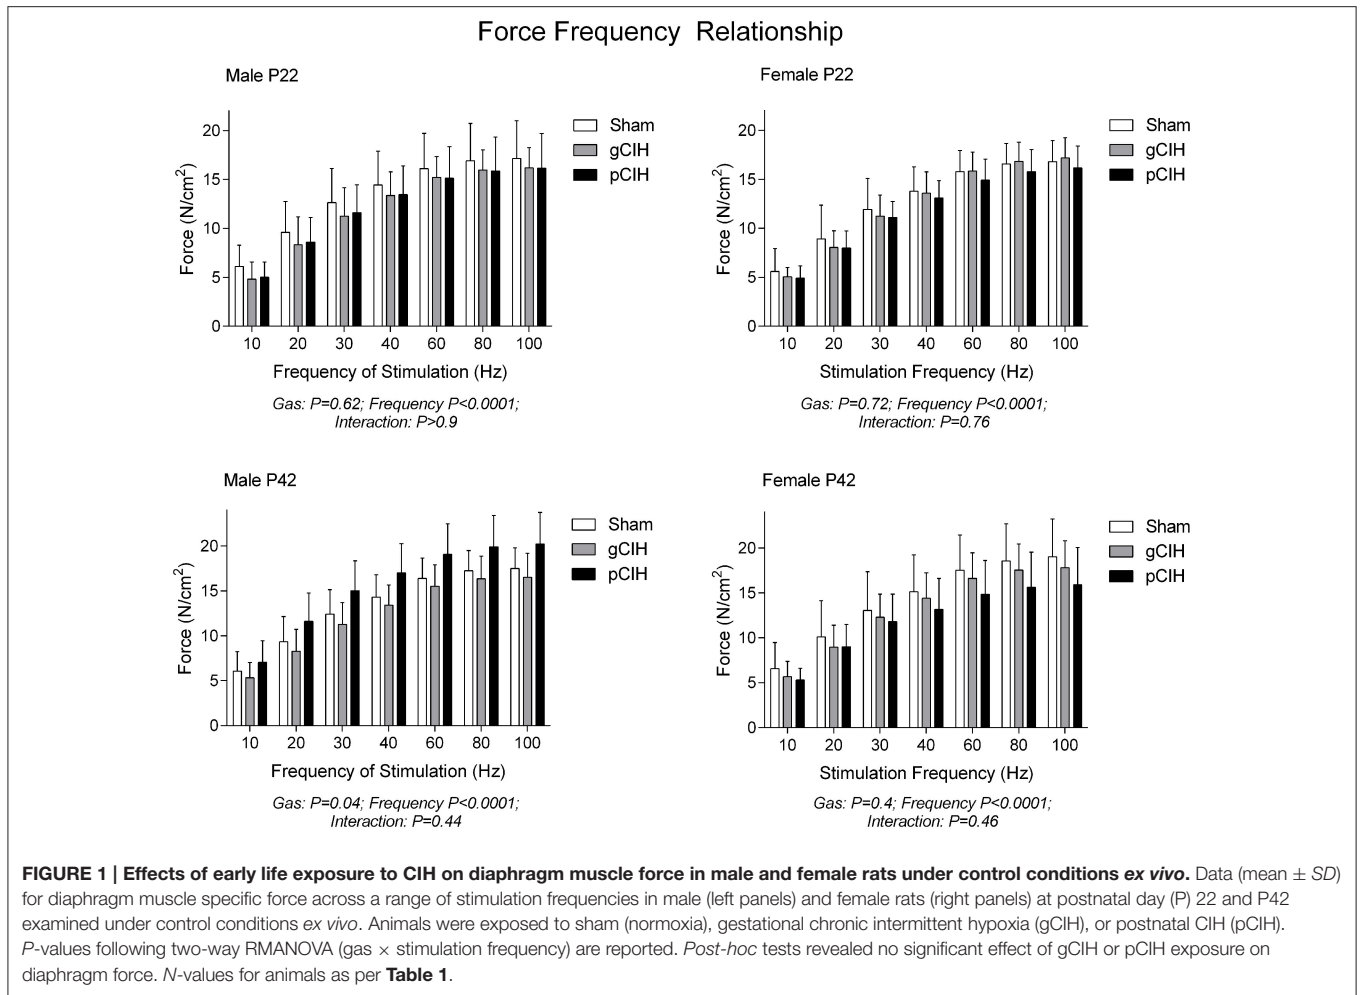 Force Frequency Relationship
Male P22
Force (N/cm²)
20
15
10
5
0
10 20 30 40 60 80 100
Frequency of Stimulation (Hz)
Sham
gCIH
pCIH
Gas: P=0.62; Frequency P<0.0001;
Interaction: P>0.9
Female P22
Force (N/cm²)
20
15
10
5
0
10 20 30 40 60 80 100
Stimulation Frequency (Hz)
Sham
gCIH
pCIH
Gas: P=0.72; Frequency P<0.0001;
Interaction: P=0.76
Male P42
Force (N/cm²)
20
15
10
5
0
10 20 30 40 60 80 100
Frequency of Stimulation (Hz)
Sham
gCIH
pCIH
Gas: P=0.04; Frequency P<0.0001;
Interaction: P=0.44
Female P42
Force (N/cm²)
20
15
10
5
0
10 20 30 40 60 80 100
Stimulation Frequency (Hz)
Sham
gCIH
pCIH
Gas: P=0.4; Frequency P<0.0001;
Interaction: P=0.46
FIGURE 1 | Effects of early life exposure to CIH on diaphragm muscle force in male and female rats under control conditions ex vivo. Data (mean ± SD)
for diaphragm muscle specific force across a range of stimulation frequencies in male (left panels) and female rats (right panels) at postnatal day (P) 22 and P42
examined under control conditions ex vivo. Animals were exposed to sham (normoxia), gestational chronic intermittent hypoxia (gCIH), or postnatal CIH (pCIH).
P-values following two-way RMANOVA (gas × stimulation frequency) are reported. Post-hoc tests revealed no significant effect of gCIH or pCIH exposure on
diaphragm force. N-values for animals as per Table 1.